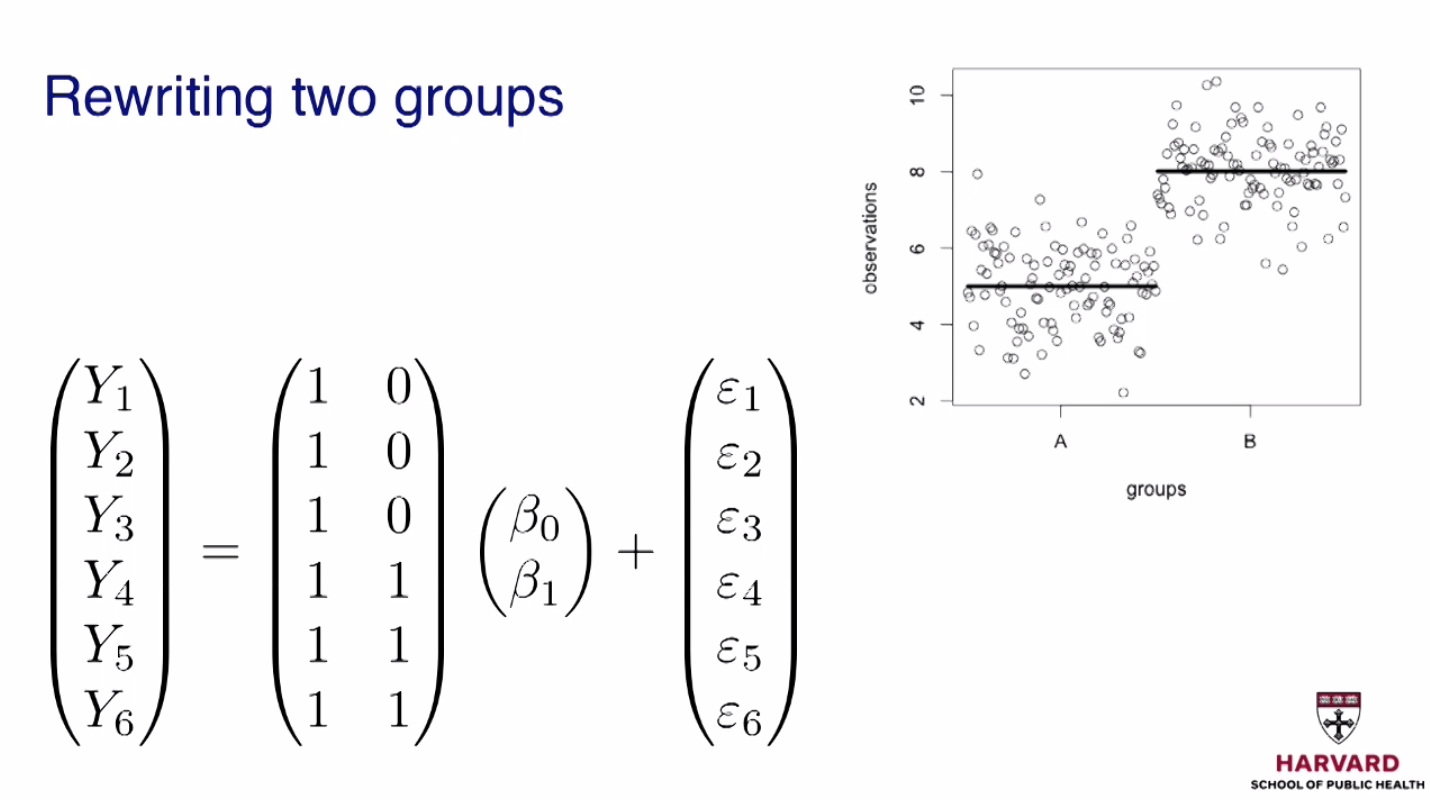 Rewriting two groups
observations
10
8
6
4
2
A B
groups
Y₁ 1 0 ε₁
Y₂ 1 0 ε₂
Y₃ 1 0 β₀ ε₃
= +
Y₄ 1 1 β₁ ε₄
Y₅ 1 1 ε₅
Y₆ 1 1 ε₆
HARVARD
SCHOOL OF PUBLIC HEALTH